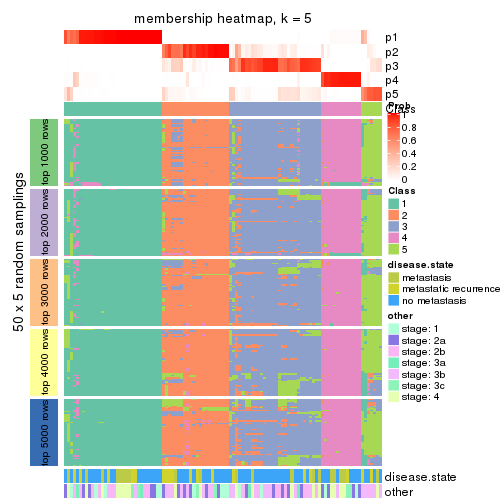 membership heatmap, k = 5
p1
p2
p3
p4
p5
Prob
Class
1
0.8
0.6
0.4
0.2
0
Class
1
2
3
4
5
disease.state
metastasis
metastatic recurrence
no metastasis
other
stage: 1
stage: 2a
stage: 2b
stage: 3a
stage: 3b
stage: 3c
stage: 4
50 x 5 random samplings
top 1000 rows
top 2000 rows
top 3000 rows
top 4000 rows
top 5000 rows
disease.state
other